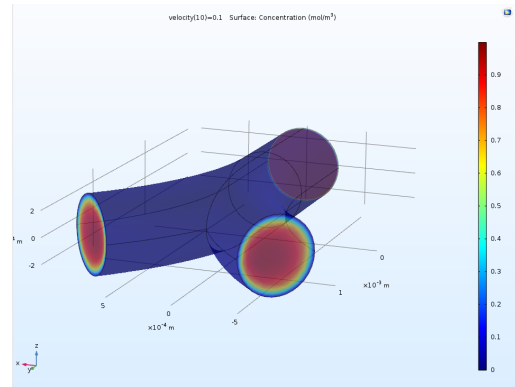 velocity(10)=0.1 Surface: Concentration (mol/m³)
0.9
0.8
0.7
0.6
0.5
0.4
0.3
0.2
0.1
0
2
0
-2
m
5
0
-5
×10⁻⁴ m
0
1
×10⁻³ m
z
x
y